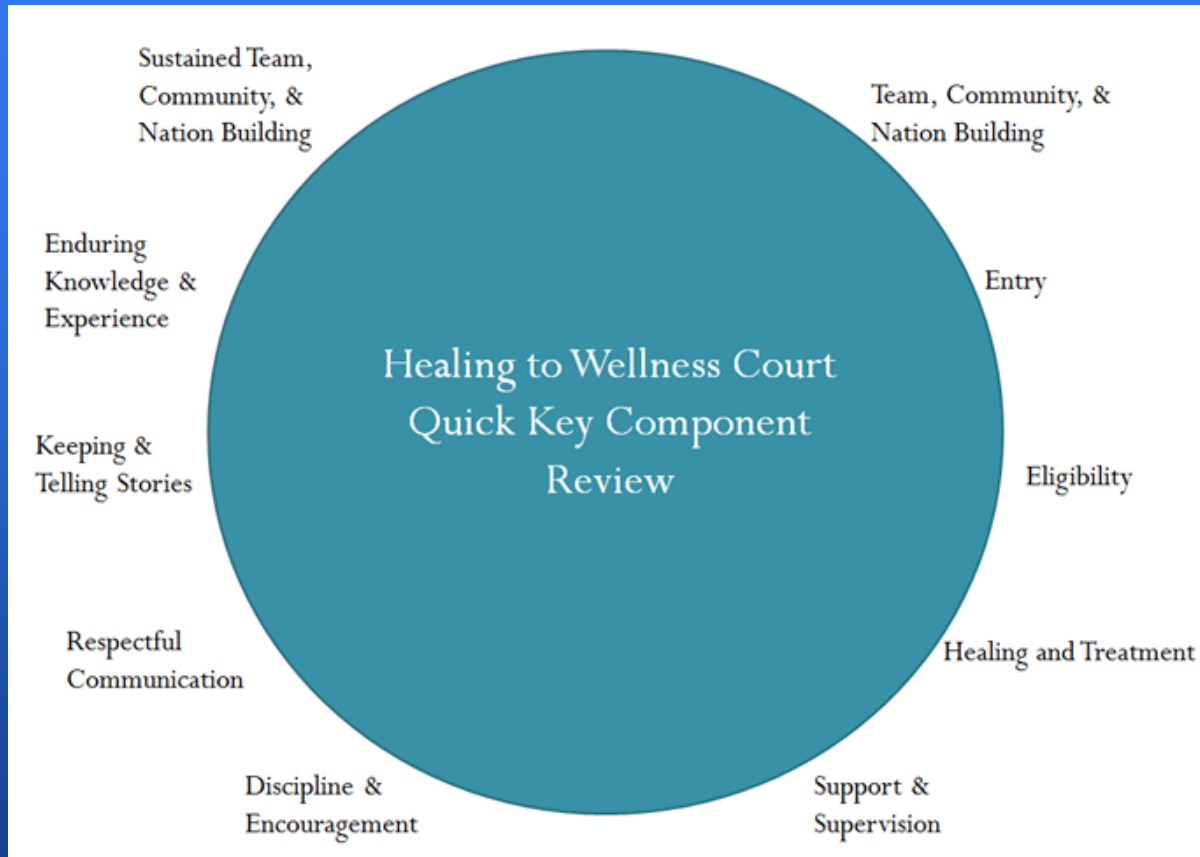 Sustained Team,
Community, &
Nation Building
Team, Community, &
Nation Building
Enduring
Knowledge &
Experience
Entry
Healing to Wellness Court
Quick Key Component
Review
Keeping &
Telling Stories
Eligibility
Respectful
Communication
Healing and Treatment
Discipline &
Encouragement
Support &
Supervision